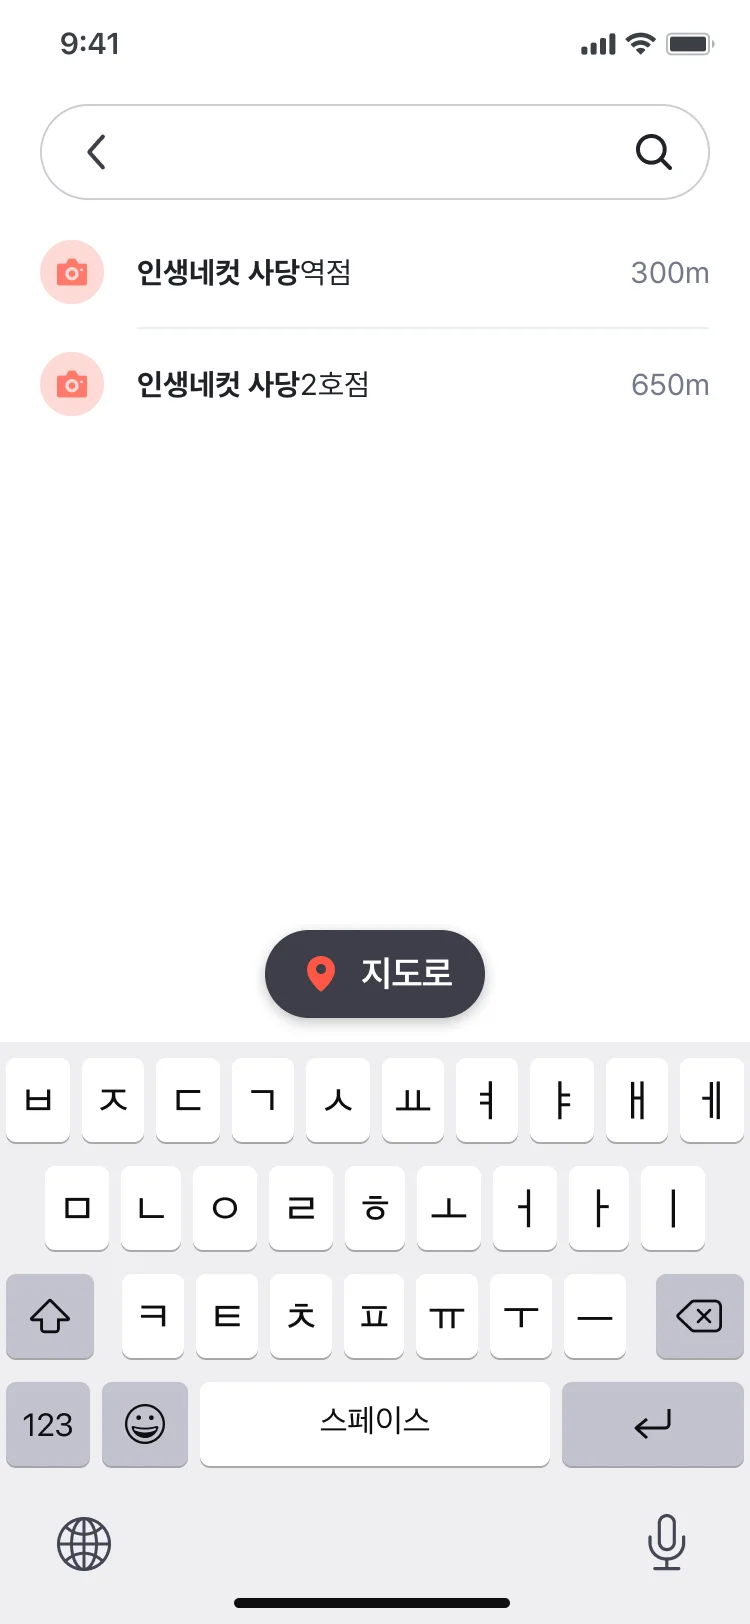 9:41
인생네컷 사당역점 300m
인생네컷 사당2호점 650m
지도로
ㅂ ㅈ ㄷ ㄱ ㅅ ㅛ ㅕ ㅑ ㅐ ㅔ
ㅁ ㄴ ㅇ ㄹ ㅎ ㅗ ㅓ ㅏ ㅣ
ㅋ ㅌ ㅊ ㅍ ㅠ ㅜ ㅡ
123 스페이스